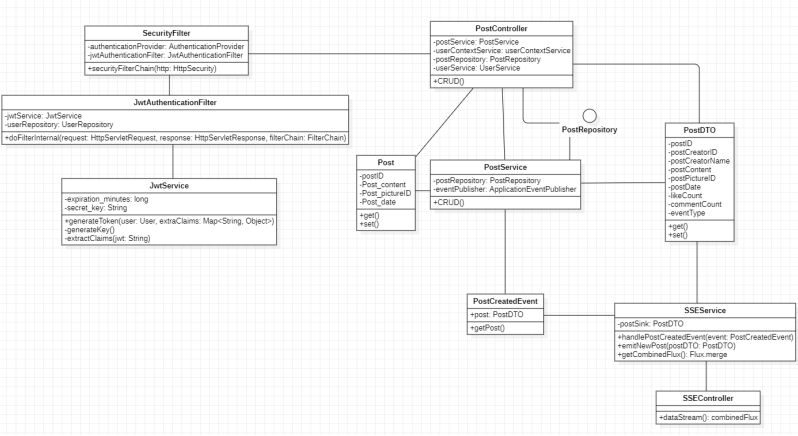 SecurityFilter
-authenticationProvider: AuthenticationProvider
-jwtAuthenticationFilter: JwtAuthenticationFilter
+securityFilterChain(http: HttpSecurity)
PostController
-postService: PostService
-userContextService: userContextService
-postRepository: PostRepository
-userService: UserService
+CRUD()
JwtAuthenticationFilter
-jwtService: JwtService
-userRepository: UserRepository
+doFilterInternal(request: HttpServletRequest, response: HttpServletResponse, filterChain: FilterChain)
PostRepository
PostDTO
-postID
-postCreatorID
-postCreatorName
-postContent
-postPictureID
-postDate
-likeCount
-commentCount
-eventType
+get()
+set()
Post
-postID
-Post_content
-Post_pictureID
-Post_date
+get()
+set()
PostService
-postRepository: PostRepository
-eventPublisher: ApplicationEventPublisher
+CRUD()
JwtService
-expiration_minutes: long
-secret_key: String
+generateToken(user: User, extraClaims: Map<String, Object>)
-generateKey()
-extractClaims(jwt: String)
PostCreatedEvent
+post: PostDTO
+getPost()
SSEService
-postSink: PostDTO
+handlePostCreatedEvent(event: PostCreatedEvent)
+emitNewPost(postDTO: PostDTO)
+getCombinedFlux(): Flux.merge
SSEController
+dataStream(): combinedFlux